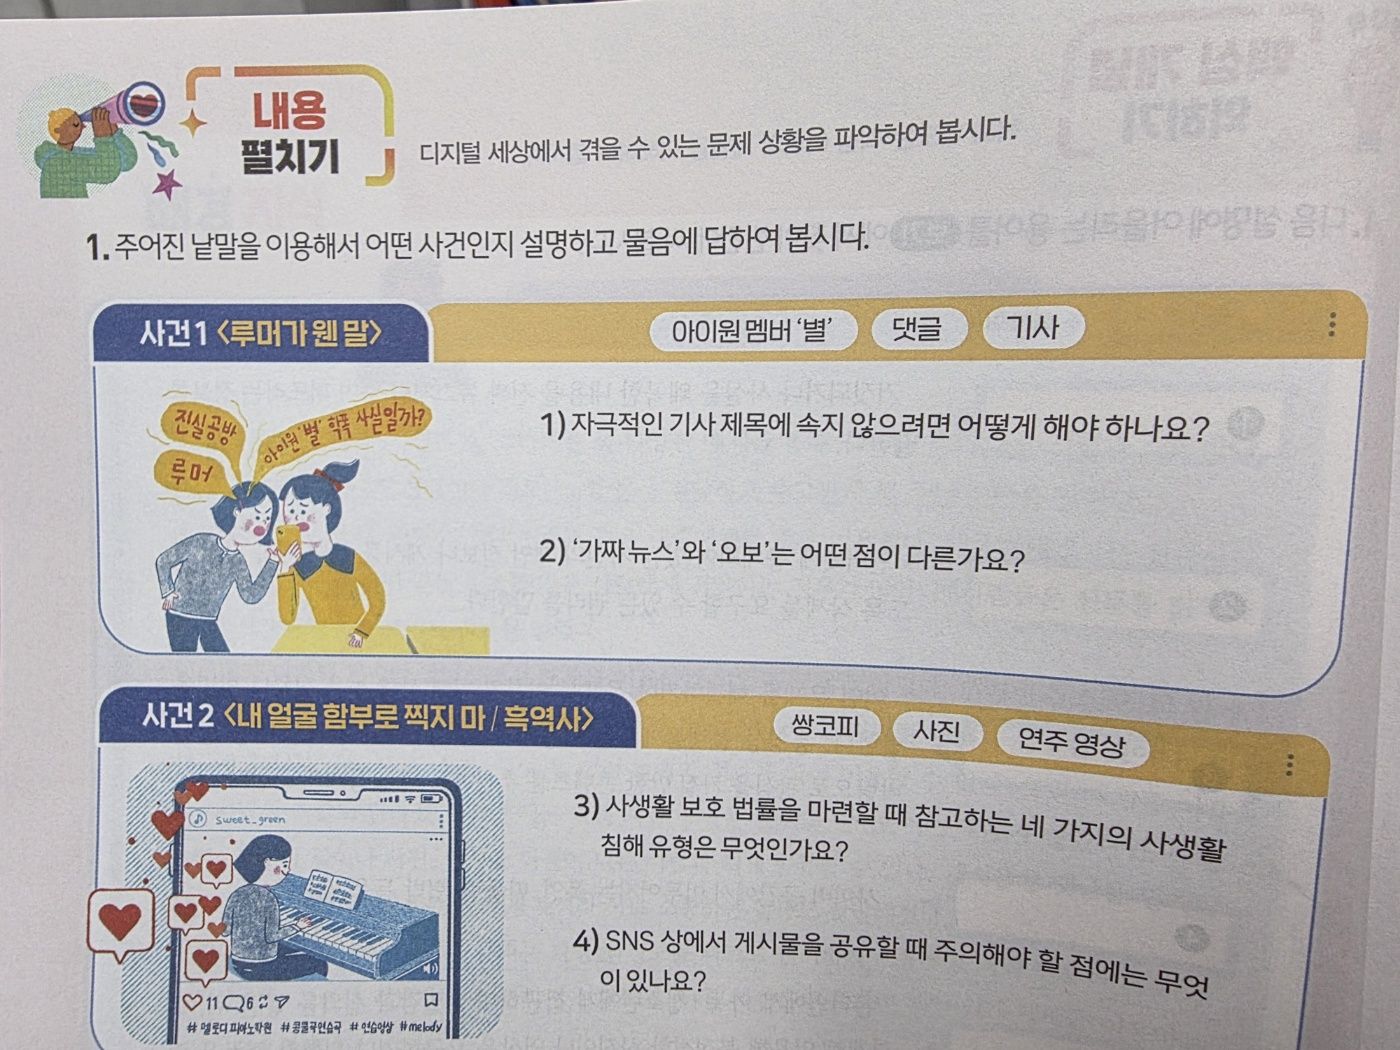 내용
펼치기
디지털 세상에서 겪을 수 있는 문제 상황을 파악하여 봅시다.
1. 주어진 낱말을 이용해서 어떤 사건인지 설명하고 물음에 답하여 봅시다.
사건 1 <루머가 웬 말>
아이원 멤버 ‘별’
댓글
기사
진실공방
루머
아이원 '별' 학폭 사실일까?
1) 자극적인 기사 제목에 속지 않으려면 어떻게 해야 하나요?
2) ‘가짜 뉴스’와 ‘오보’는 어떤 점이 다른가요?
사건 2 <내 얼굴 함부로 찍지 마 / 흑역사>
쌍코피
사진
연주 영상
sweet_green
11 6
# 멜로디 피아노학원 # 콩쿨곡연습곡 # 연습영상 #melody
3) 사생활 보호 법률을 마련할 때 참고하는 네 가지의 사생활
침해 유형은 무엇인가요?
4) SNS 상에서 게시물을 공유할 때 주의해야 할 점에는 무엇
이 있나요?